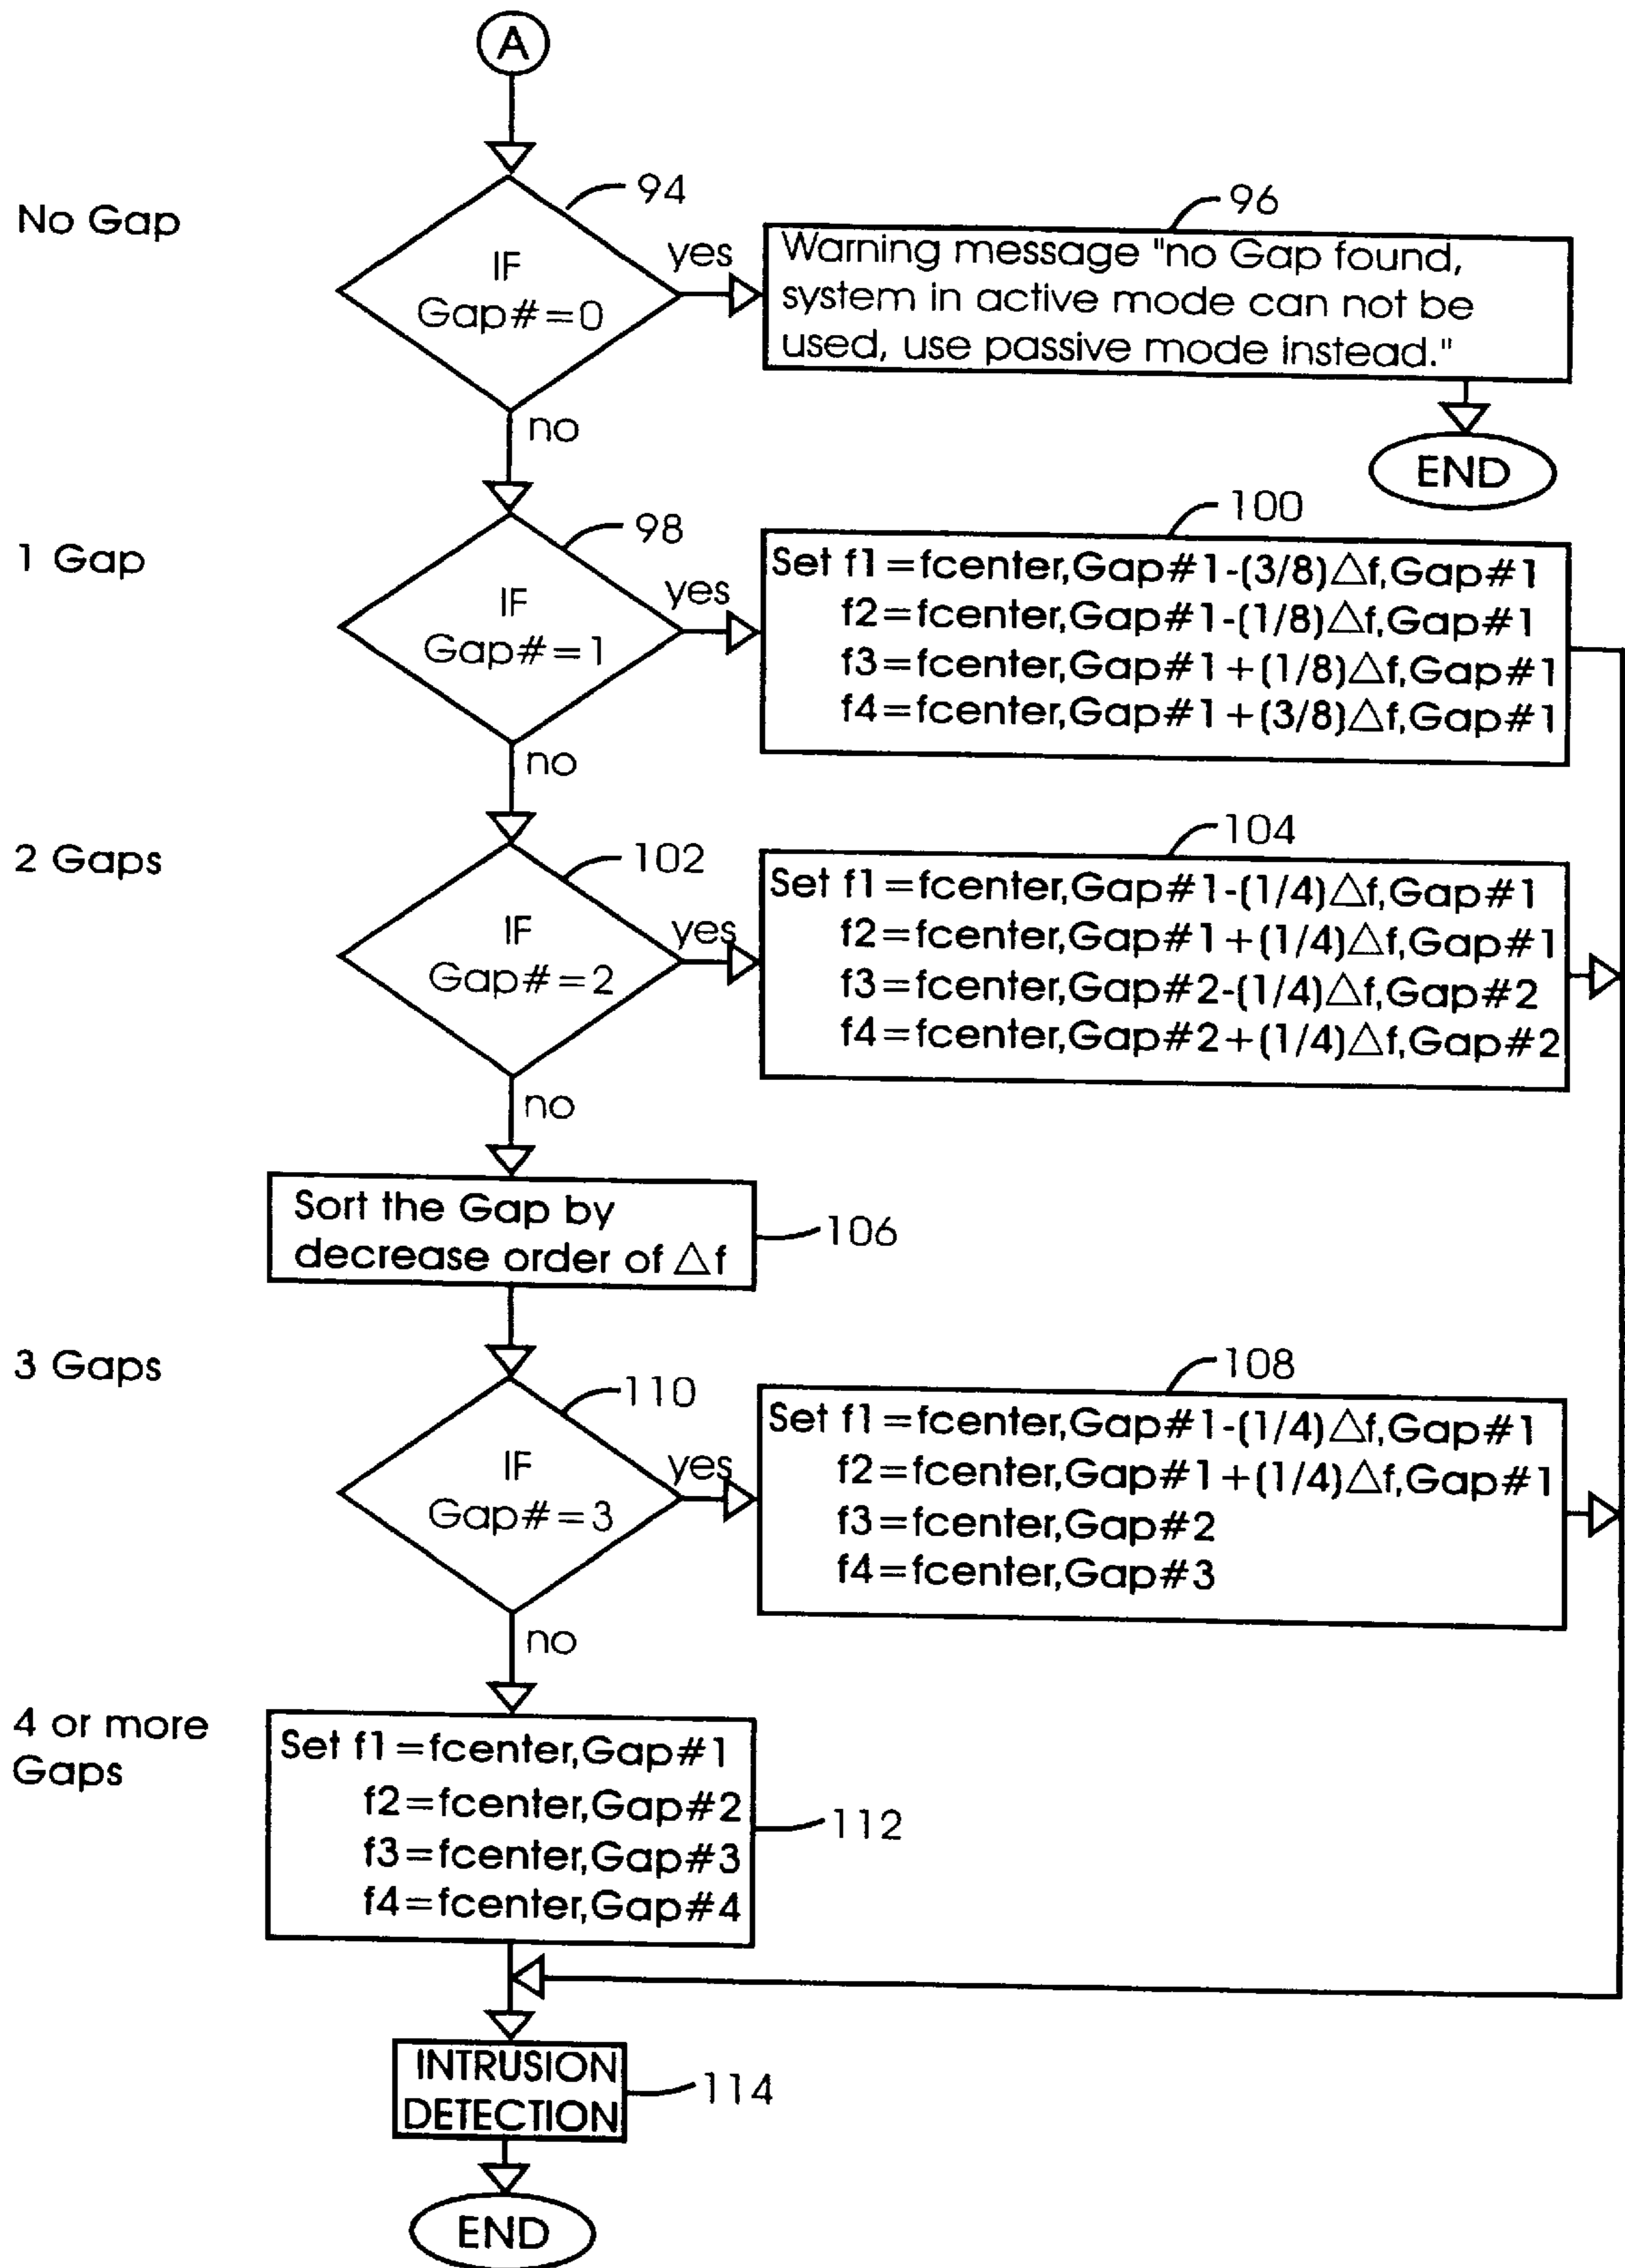 A
No Gap
94
IF
Gap#=0
yes
96
Warning message "no Gap found,
system in active mode can not be
used, use passive mode instead."
no
END
1 Gap
98
IF
Gap#=1
yes
100
Set f1=fcenter,Gap#1-(3/8)△f,Gap#1
f2=fcenter,Gap#1-(1/8)△f,Gap#1
f3=fcenter,Gap#1+(1/8)△f,Gap#1
f4=fcenter,Gap#1+(3/8)△f,Gap#1
no
2 Gaps
102
IF
Gap#=2
yes
104
Set f1=fcenter,Gap#1-(1/4)△f,Gap#1
f2=fcenter,Gap#1+(1/4)△f,Gap#1
f3=fcenter,Gap#2-(1/4)△f,Gap#2
f4=fcenter,Gap#2+(1/4)△f,Gap#2
no
Sort the Gap by
decrease order of △f
106
3 Gaps
110
IF
Gap#=3
yes
108
Set f1=fcenter,Gap#1-(1/4)△f,Gap#1
f2=fcenter,Gap#1+(1/4)△f,Gap#1
f3=fcenter,Gap#2
f4=fcenter,Gap#3
no
4 or more
Gaps
Set f1=fcenter,Gap#1
f2=fcenter,Gap#2
f3=fcenter,Gap#3
f4=fcenter,Gap#4
112
INTRUSION
DETECTION
114
END